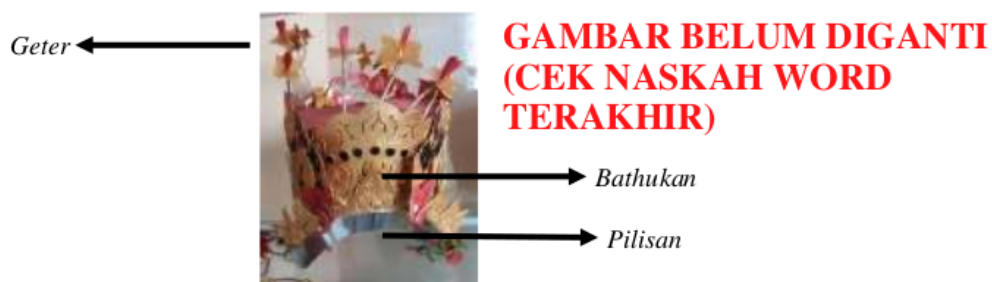 Geter
GAMBAR BELUM DIGANTI
(CEK NASKAH WORD
TERAKHIR)
Bathukan
Pilisan